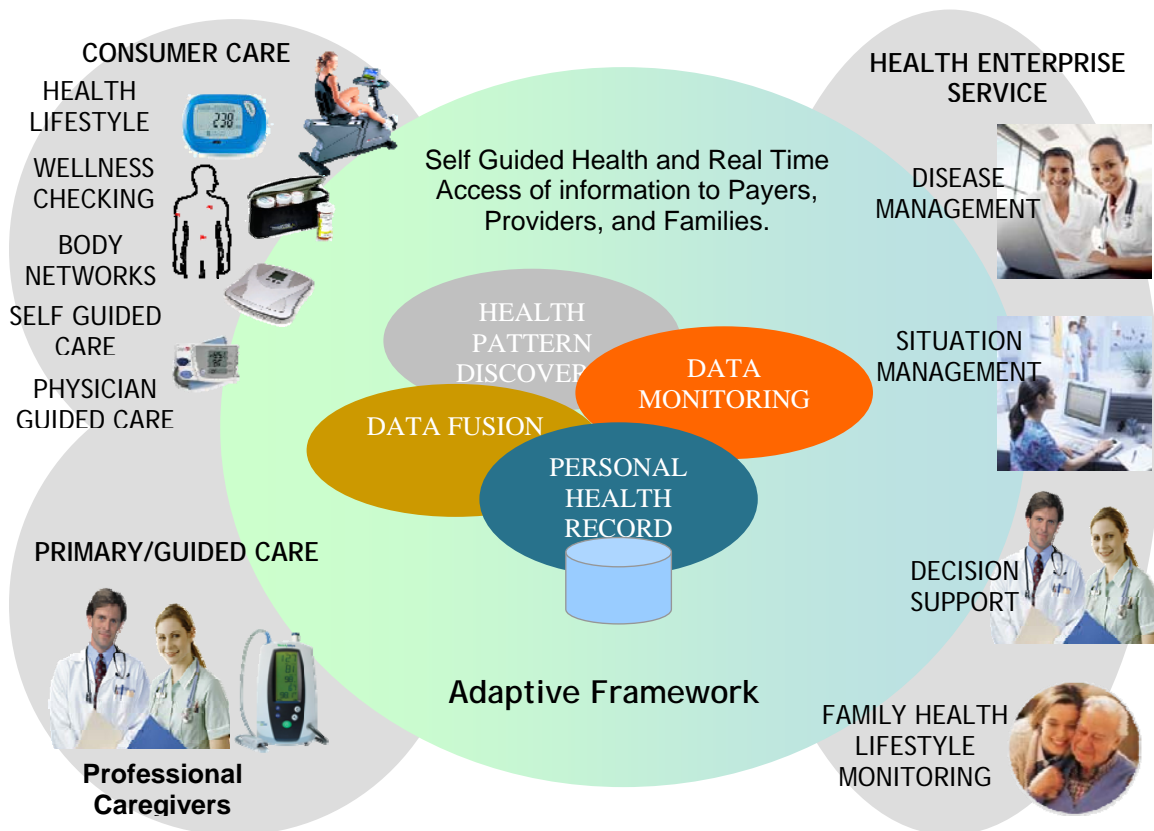 CONSUMER CARE
HEALTH
LIFESTYLE
238
WELLNESS
CHECKING
BODY
NETWORKS
SELF GUIDED
CARE
PHYSICIAN
GUIDED CARE
PRIMARY/GUIDED CARE
Professional
Caregivers
Self Guided Health and Real Time
Access of information to Payers,
Providers, and Families.
HEALTH
PATTERN
DISCOVER
DATA
MONITORING
DATA FUSION
PERSONAL
HEALTH
RECORD
Adaptive Framework
HEALTH ENTERPRISE
SERVICE
DISEASE
MANAGEMENT
SITUATION
MANAGEMENT
DECISION
SUPPORT
FAMILY HEALTH
LIFESTYLE
MONITORING